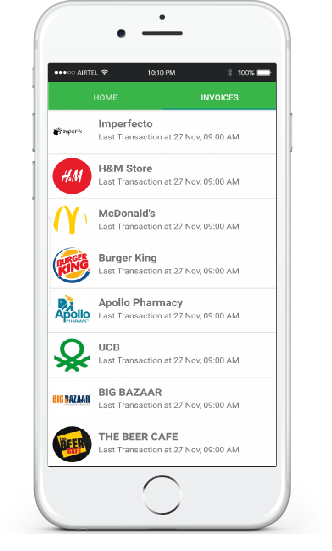 AIRTEL 10:10 PM 100%
HOME INVOICES
imperfecto
Imperfecto
Last Transaction at 27 Nov, 09:00 AM
H&M
H&M Store
Last Transaction at 27 Nov, 09:00 AM
McDonald's
Last Transaction at 27 Nov, 09:00 AM
BURGER
KING
Burger King
Last Transaction at 27 Nov, 09:00 AM
Apollo
PHARMACY
Apollo Pharmacy
Last Transaction at 27 Nov, 09:00 AM
UCB
Last Transaction at 27 Nov, 09:00 AM
BIG BAZAAR
BIG BAZAAR
Last Transaction at 27 Nov, 09:00 AM
THE
BEER
CAFE
THE BEER CAFE
Last Transaction at 27 Nov, 09:00 AM